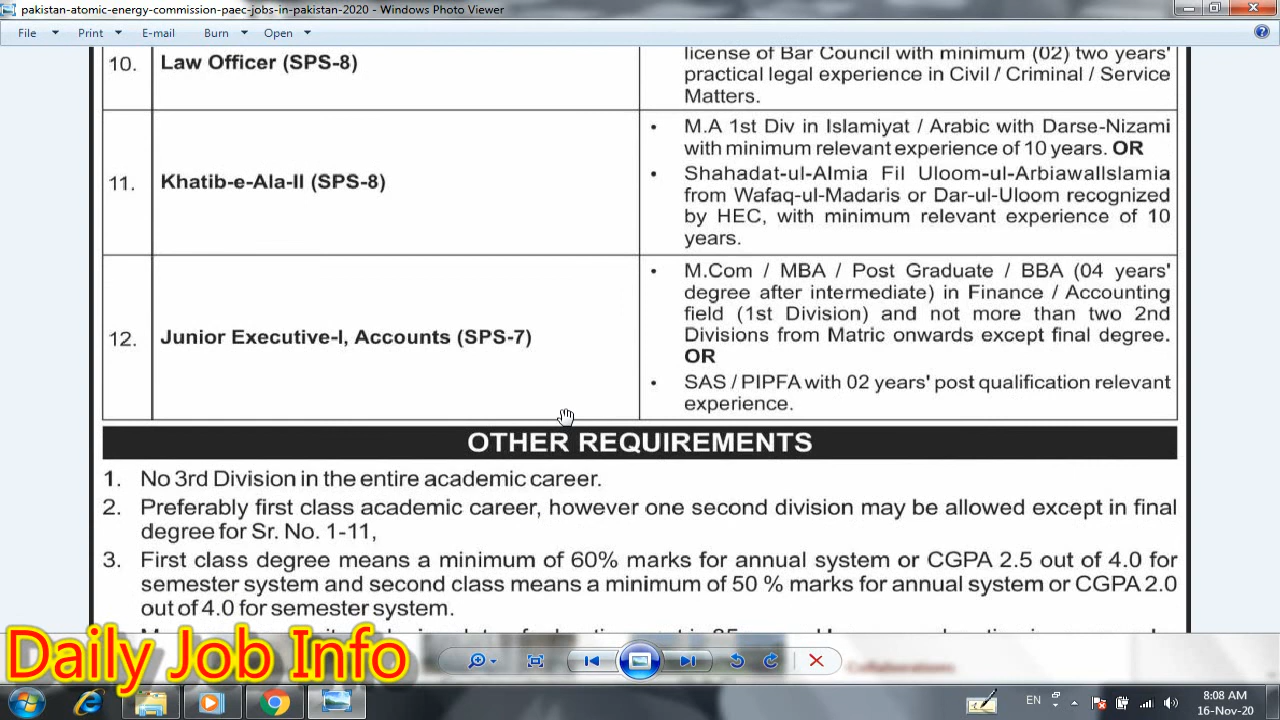 pakistan-atomic-energy-commission-paec-jobs-in-pakistan-2020 - Windows Photo Viewer
File Print E-mail Burn Open
10. Law Officer (SPS-8)
license of Bar Council with minimum (02) two years'
practical legal experience in Civil / Criminal / Service
Matters.
11. Khatib-e-Ala-II (SPS-8)
• M.A 1st Div in Islamiyat / Arabic with Darse-Nizami
with minimum relevant experience of 10 years. OR
• Shahadat-ul-Almia Fil Uloom-ul-ArbiawalIslamia
from Wafaq-ul-Madaris or Dar-ul-Uloom recognized
by HEC, with minimum relevant experience of 10
years.
12. Junior Executive-I, Accounts (SPS-7)
• M.Com / MBA / Post Graduate / BBA (04 years'
degree after intermediate) in Finance / Accounting
field (1st Division) and not more than two 2nd
Divisions from Matric onwards except final degree.
OR
• SAS / PIPFA with 02 years' post qualification relevant
experience.
OTHER REQUIREMENTS
1. No 3rd Division in the entire academic career.
2. Preferably first class academic career, however one second division may be allowed except in final
degree for Sr. No. 1-11,
3. First class degree means a minimum of 60% marks for annual system or CGPA 2.5 out of 4.0 for
semester system and second class means a minimum of 50 % marks for annual system or CGPA 2.0
out of 4.0 for semester system.
Daily Job Info
EN
8:08 AM
16-Nov-20